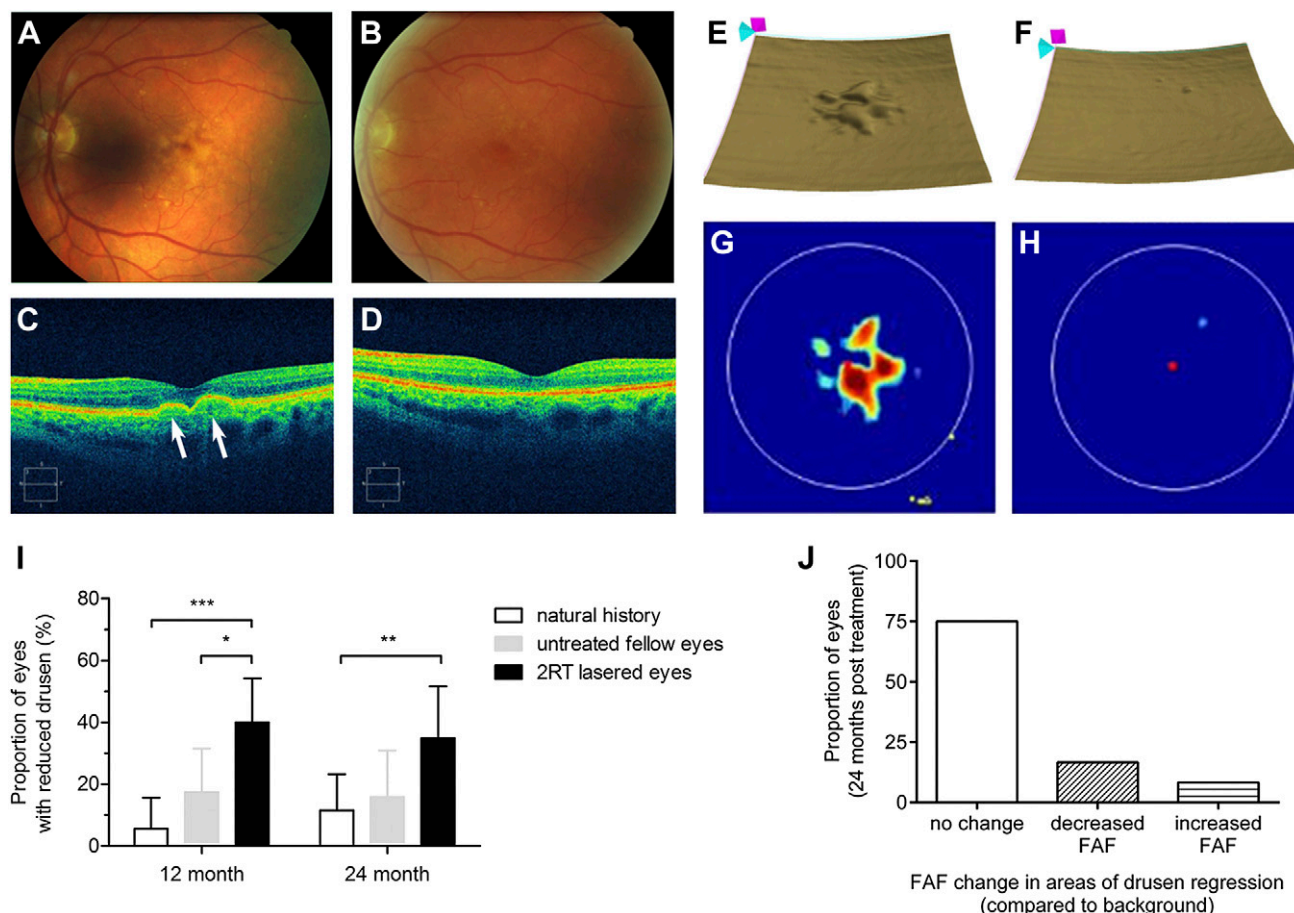 A
B
E
F
C
D
G
H
I
Proportion of eyes
with reduced drusen (%)
80
60
40
20
0
***
*
**
12 month
24 month
natural history
untreated fellow eyes
2RT lasered eyes
J
Proportion of eyes
(24 months post treatment)
100
75
50
25
0
no change
decreased
FAF
increased
FAF
FAF change in areas of drusen regression
(compared to background)